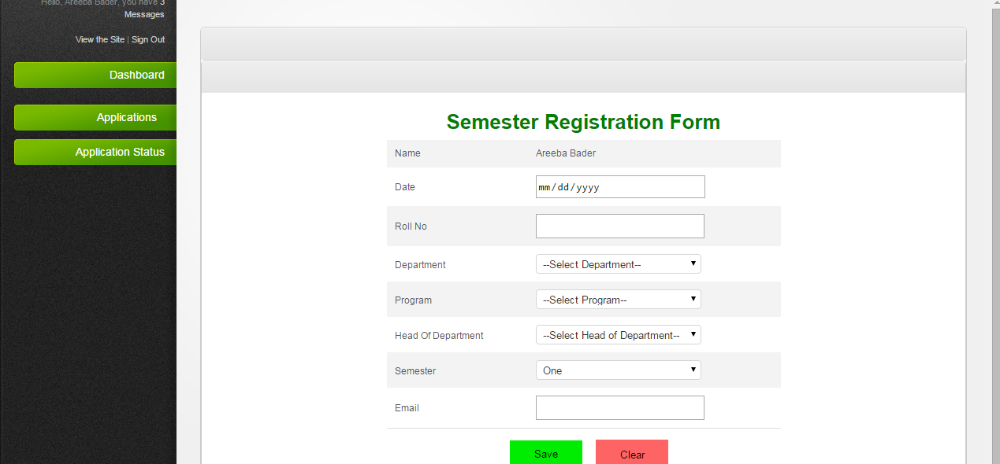 Hello, Areeba Bader, you have 3
Messages
View the Site | Sign Out
Dashboard
Applications
Application Status
Semester Registration Form
Name Areeba Bader
Date mm/dd/yyyy
Roll No
Department --Select Department--
Program --Select Program--
Head Of Department --Select Head of Department--
Semester One
Email
Save Clear